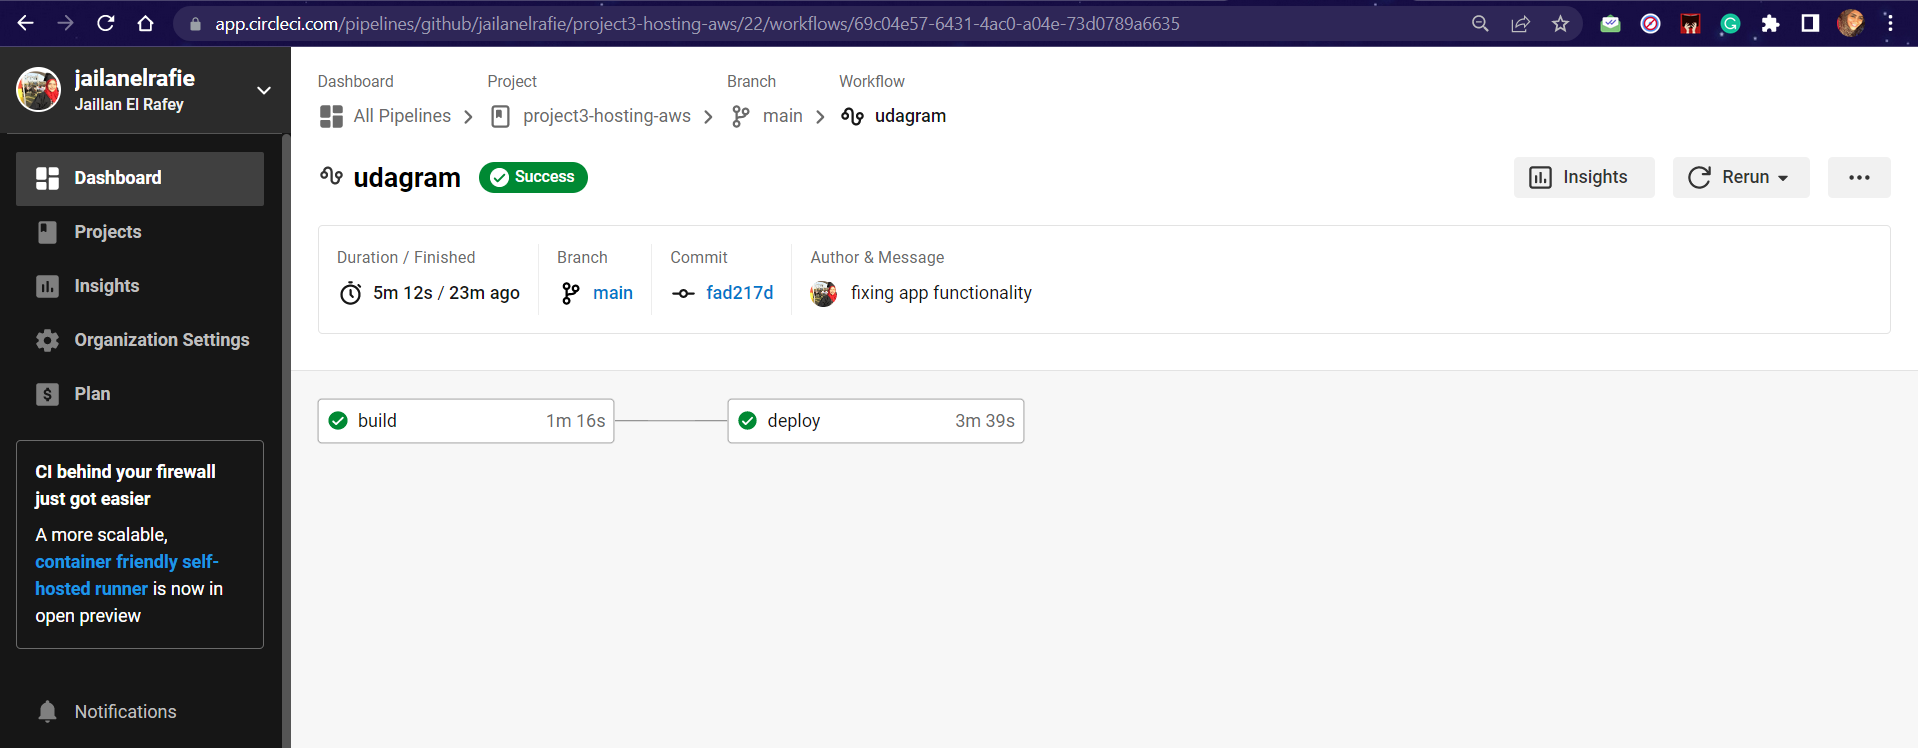 app.circleci.com/pipelines/github/jailanelrafie/project3-hosting-aws/22/workflows/69c04e57-6431-4ac0-a04e-73d0789a6635
jailanelrafie
Jaillan El Rafey
Dashboard
Projects
Insights
Organization Settings
Plan
CI behind your firewall
just got easier
A more scalable,
container friendly self-
hosted runner is now in
open preview
Notifications
Dashboard Project Branch Workflow
All Pipelines project3-hosting-aws main udagram
udagram Success
Insights Rerun
Duration / Finished Branch Commit Author & Message
5m 12s / 23m ago main fad217d fixing app functionality
build 1m 16s deploy 3m 39s